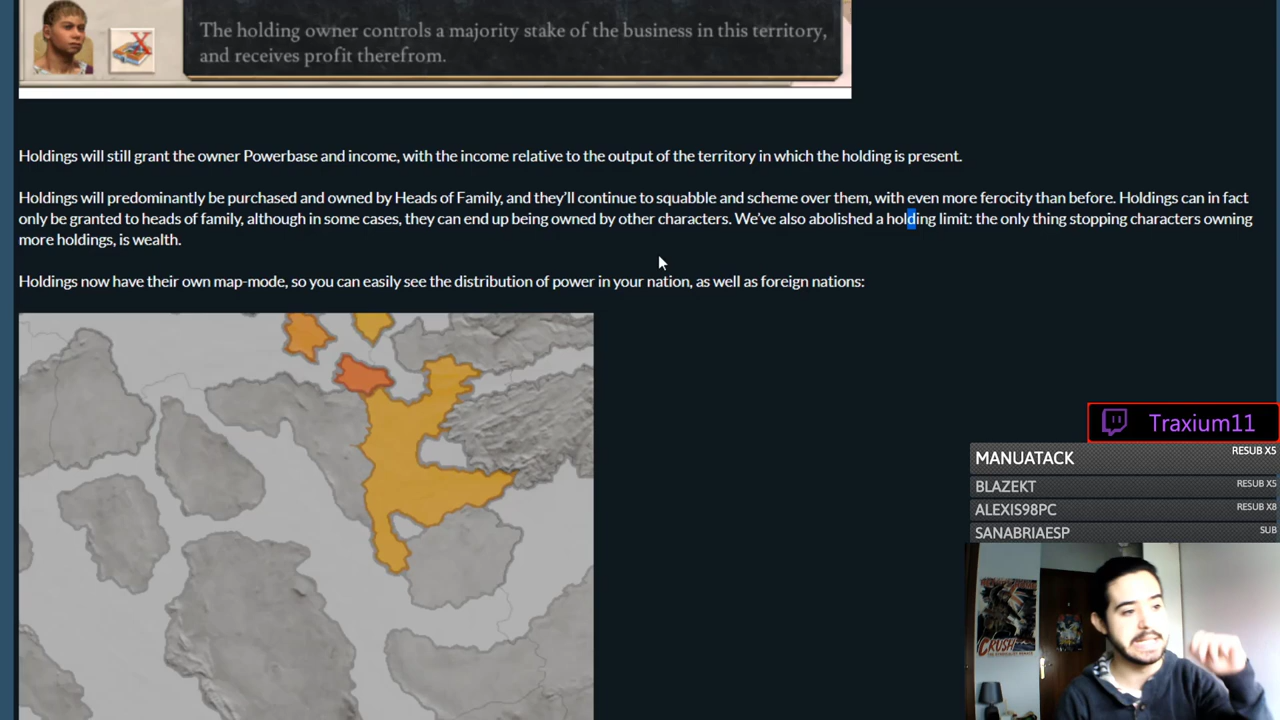 The holding owner controls a majority stake of the business in this territory,
and receives profit therefrom.
Holdings will still grant the owner Powerbase and income, with the income relative to the output of the territory in which the holding is present.
Holdings will predominantly be purchased and owned by Heads of Family, and they'll continue to squabble and scheme over them, with even more ferocity than before. Holdings can in fact
only be granted to heads of family, although in some cases, they can end up being owned by other characters. We've also abolished a holding limit: the only thing stopping characters owning
more holdings, is wealth.
Holdings now have their own map-mode, so you can easily see the distribution of power in your nation, as well as foreign nations:
Traxium11
MANUATACK RESUB X5
BLAZEKT RESUB X5
ALEXIS98PC RESUB X8
SANABRIAESP SUB
CRUSH